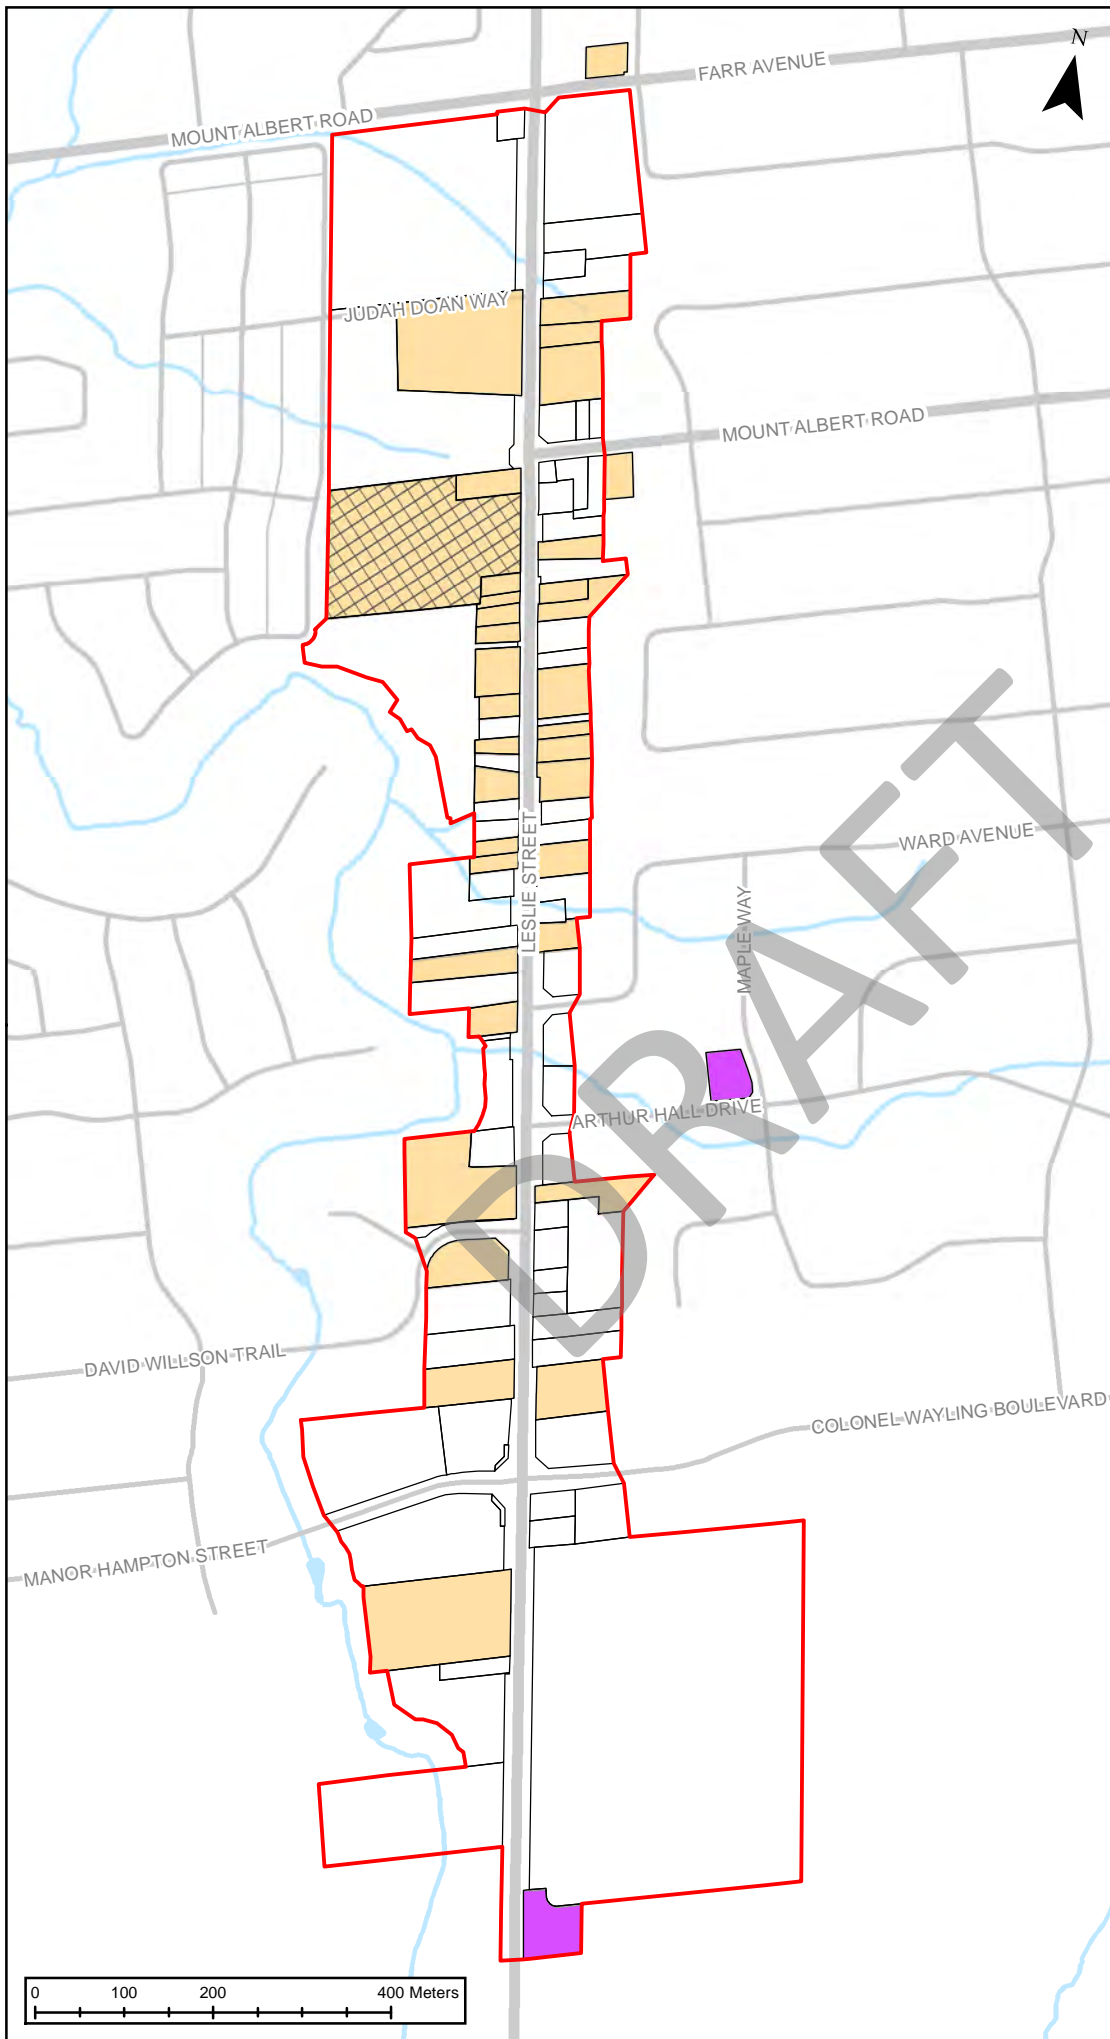 N
FARR AVENUE
MOUNT ALBERT ROAD
JUDAH DOAN WAY
MOUNT ALBERT ROAD
LESLIE STREET
WARD AVENUE
MAPLE WAY
ARTHUR HALL DRIVE
DRAFT
DAVID WILLSON TRAIL
COLONEL WAYLING BOULEVARD
MANOR HAMPTON STREET
0 100 200 400 Meters